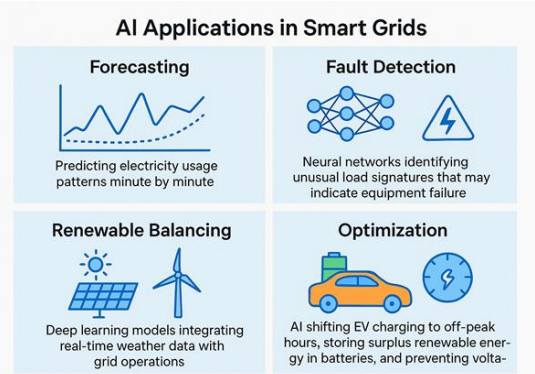 AI Applications in Smart Grids
Forecasting
Predicting electricity usage
patterns minute by minute
Fault Detection
Neural networks identifying
unusual load signatures that may
indicate equipment failure
Renewable Balancing
Deep learning models integrating
real-time weather data with
grid operations
Optimization
AI shifting EV charging to off-peak
hours, storing surplus renewable ener-
gy in batteries, and preventing volta-